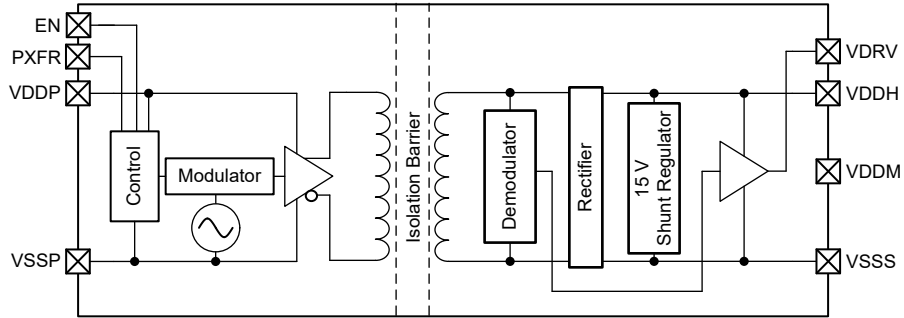 EN
PXFR
VDDP
VSSP
Control
Modulator
Isolation Barrier
Demodulator
Rectifier
15 V
Shunt Regulator
VDRV
VDDH
VDDM
VSSS